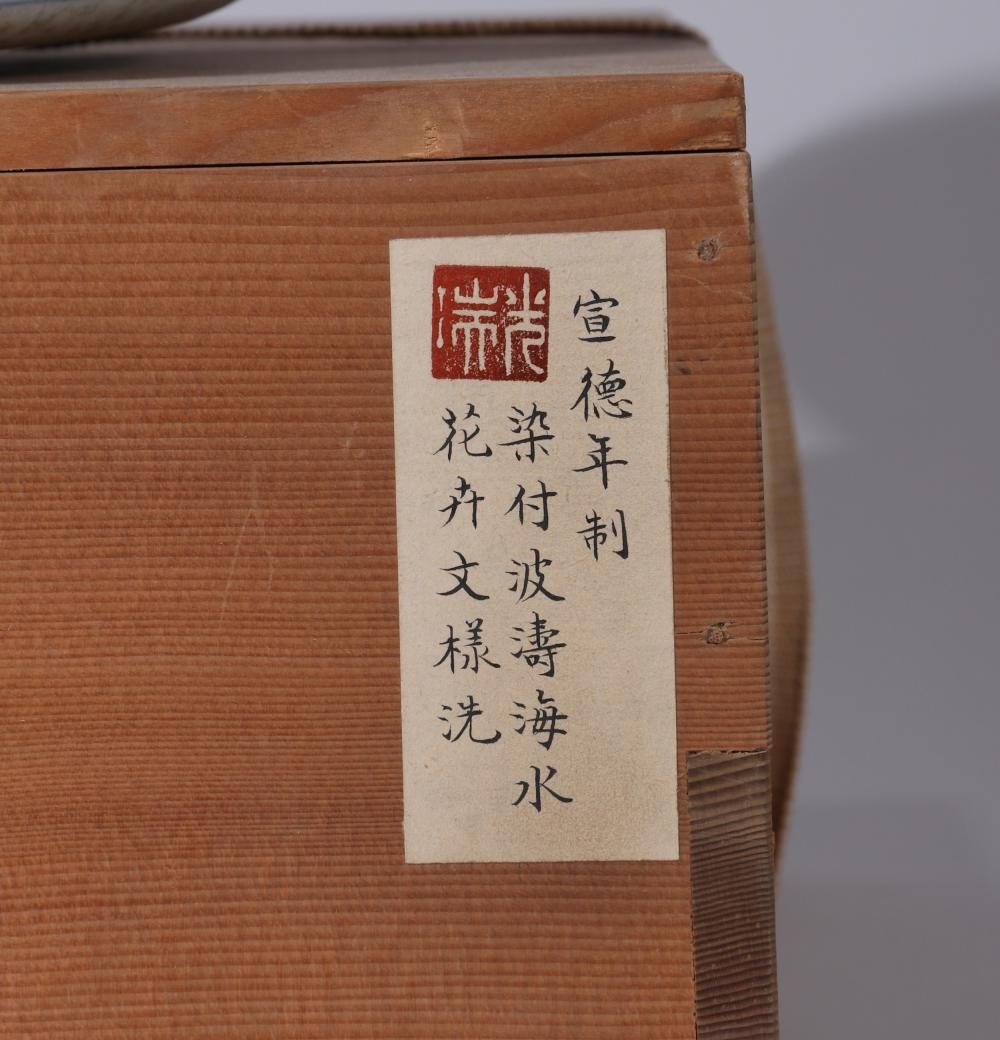 宣德年制
染付波濤海水
花卉文樣洗